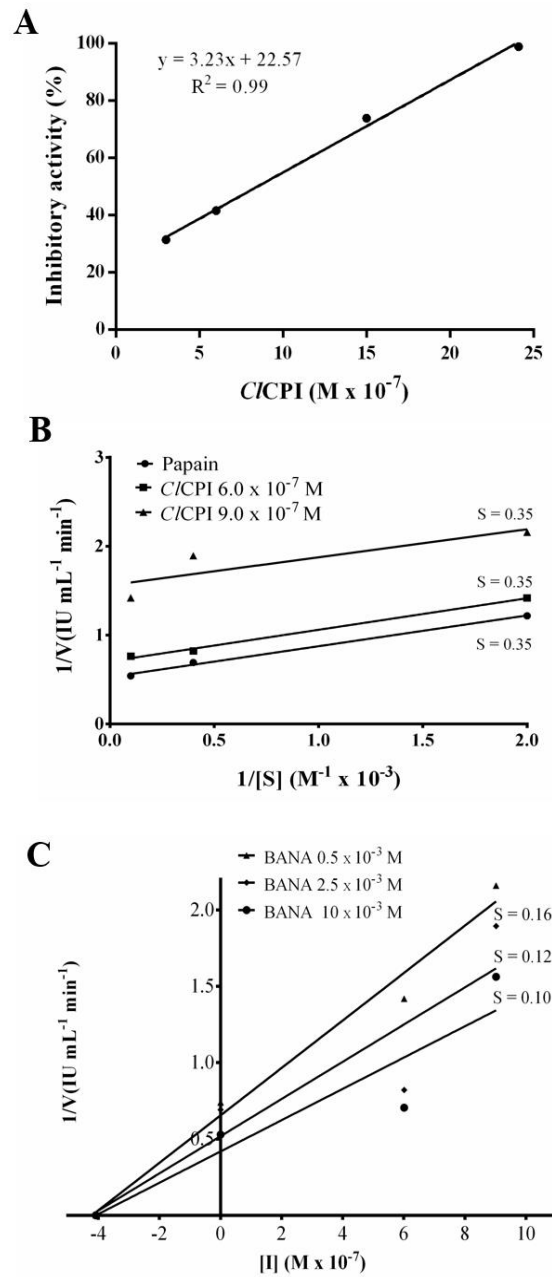 A
y = 3.23x + 22.57
R² = 0.99
100
80
60
40
20
0
Inhibitory activity (%)
0 5 10 15 20 25
ClCPI (M x 10⁻⁷)
B
3
2
1
0
1/V(IU mL⁻¹ min⁻¹)
Papain
ClCPI 6.0 x 10⁻⁷ M
ClCPI 9.0 x 10⁻⁷ M
S = 0.35
S = 0.35
S = 0.35
0.0 0.5 1.0 1.5 2.0
1/[S] (M⁻¹ x 10⁻³)
C
BANA 0.5 x 10⁻³ M
BANA 2.5 x 10⁻³ M
BANA 10 x 10⁻³ M
2.0
1.5
1.0
0.5
1/V(IU mL⁻¹ min⁻¹)
S = 0.16
S = 0.12
S = 0.10
-4 -2 0 2 4 6 8 10
[I] (M x 10⁻⁷)